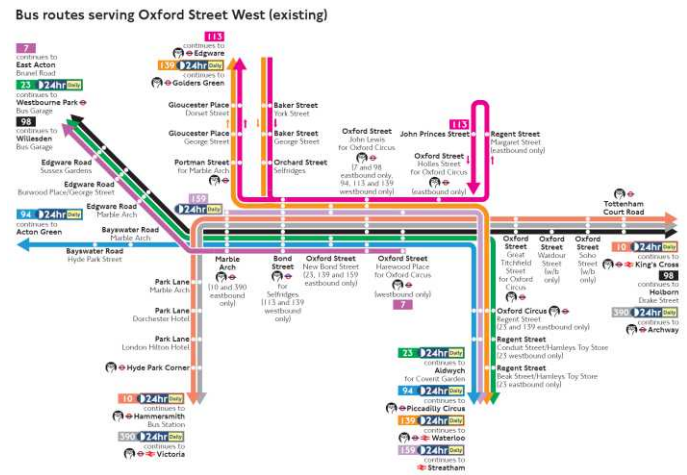 Bus routes serving Oxford Street West (existing)
7
continues to
East Acton
Brunel Road
23 24hr Daily
continues to
Westbourne Park
Bus Garage
98
continues to
Willesden
Bus Garage
113
continues to
Edgware
139 24hr Daily
continues to
Golders Green
Gloucester Place
Dorset Street
Baker Street
York Street
Gloucester Place
George Street
Baker Street
George Street
Portman Street
for Marble Arch
Orchard Street
Selfridges
Oxford Street
John Lewis
for Oxford Circus
(7 and 98
eastbound only,
94, 113 and 139
westbound only)
John Princes Street
113
Regent Street
Margaret Street
(eastbound only)
Oxford Street
Holles Street
for Oxford Circus
(eastbound only)
Edgware Road
Sussex Gardens
Edgware Road
Burwood Place/George Street
Edgware Road
Marble Arch
159
24hr Daily
94 24hr Daily
continues to
Acton Green
Bayswater Road
Marble Arch
Bayswater Road
Hyde Park Street
Tottenham
Court Road
Marble
Arch
(10 and 390
eastbound
only)
Bond
Street
for
Selfridges
(113 and 139
westbound
only)
Oxford Street
New Bond Street
(23, 139 and 159
eastbound only)
Oxford Street
Harewood Place
for Oxford Circus
(westbound only)
7
Oxford
Street
Great
Titchfield
Street
for
Oxford
Circus
Oxford
Street
Wardour
Street
(w/b
only)
Oxford
Street
Soho
Street
(w/b
only)
10 24hr Daily
continues to
King's Cross
98
continues to
Holborn
Drake Street
390 24hr Daily
continues to
Archway
Park Lane
Marble Arch
Park Lane
Dorchester Hotel
Park Lane
London Hilton Hotel
Hyde Park Corner
Oxford Circus
Regent Street
(23 and 139 eastbound only)
Regent Street
Conduit Street/Hamleys Toy Store
(23 westbound only)
Regent Street
Beak Street/Hamleys Toy Store
(23 eastbound only)
10 24hr Daily
continues to
Hammersmith
Bus Station
390 24hr Daily
continues to
Victoria
23 24hr Daily
continues to
Aldwych
for Covent Garden
94 24hr Daily
continues to
Piccadilly Circus
139 24hr Daily
continues to
Waterloo
159 24hr Daily
continues to
Streatham